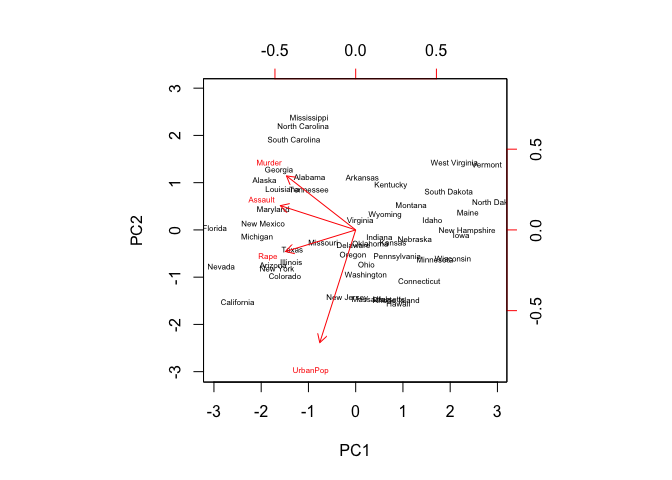 -0.5 0.0 0.5
3
Mississippi
North Carolina
2
South Carolina
0.5
Murder
West Virginia
Vermont
Georgia
Alabama
Arkansas
Alaska
Kentucky
1
Louisiana
Tennessee
South Dakota
Assault
North Dak
Maryland
Montana
Maine
Wyoming
Virginia
Idaho
New Mexico
Florida
0
New Hampshire
0.0
PC2
Michigan
Indiana
Iowa
Nebraska
Missouri
Delaware
Oklahoma
Kansas
Texas
Oregon
Rape
Pennsylvania
Minnesota
Wisconsin
Illinois
Arizona
Ohio
Nevada
New York
Colorado
Washington
-1
Connecticut
New Jersey
Hawaii
California
-0.5
-2
UrbanPop
-3
-3 -2 -1 0 1 2 3
PC1